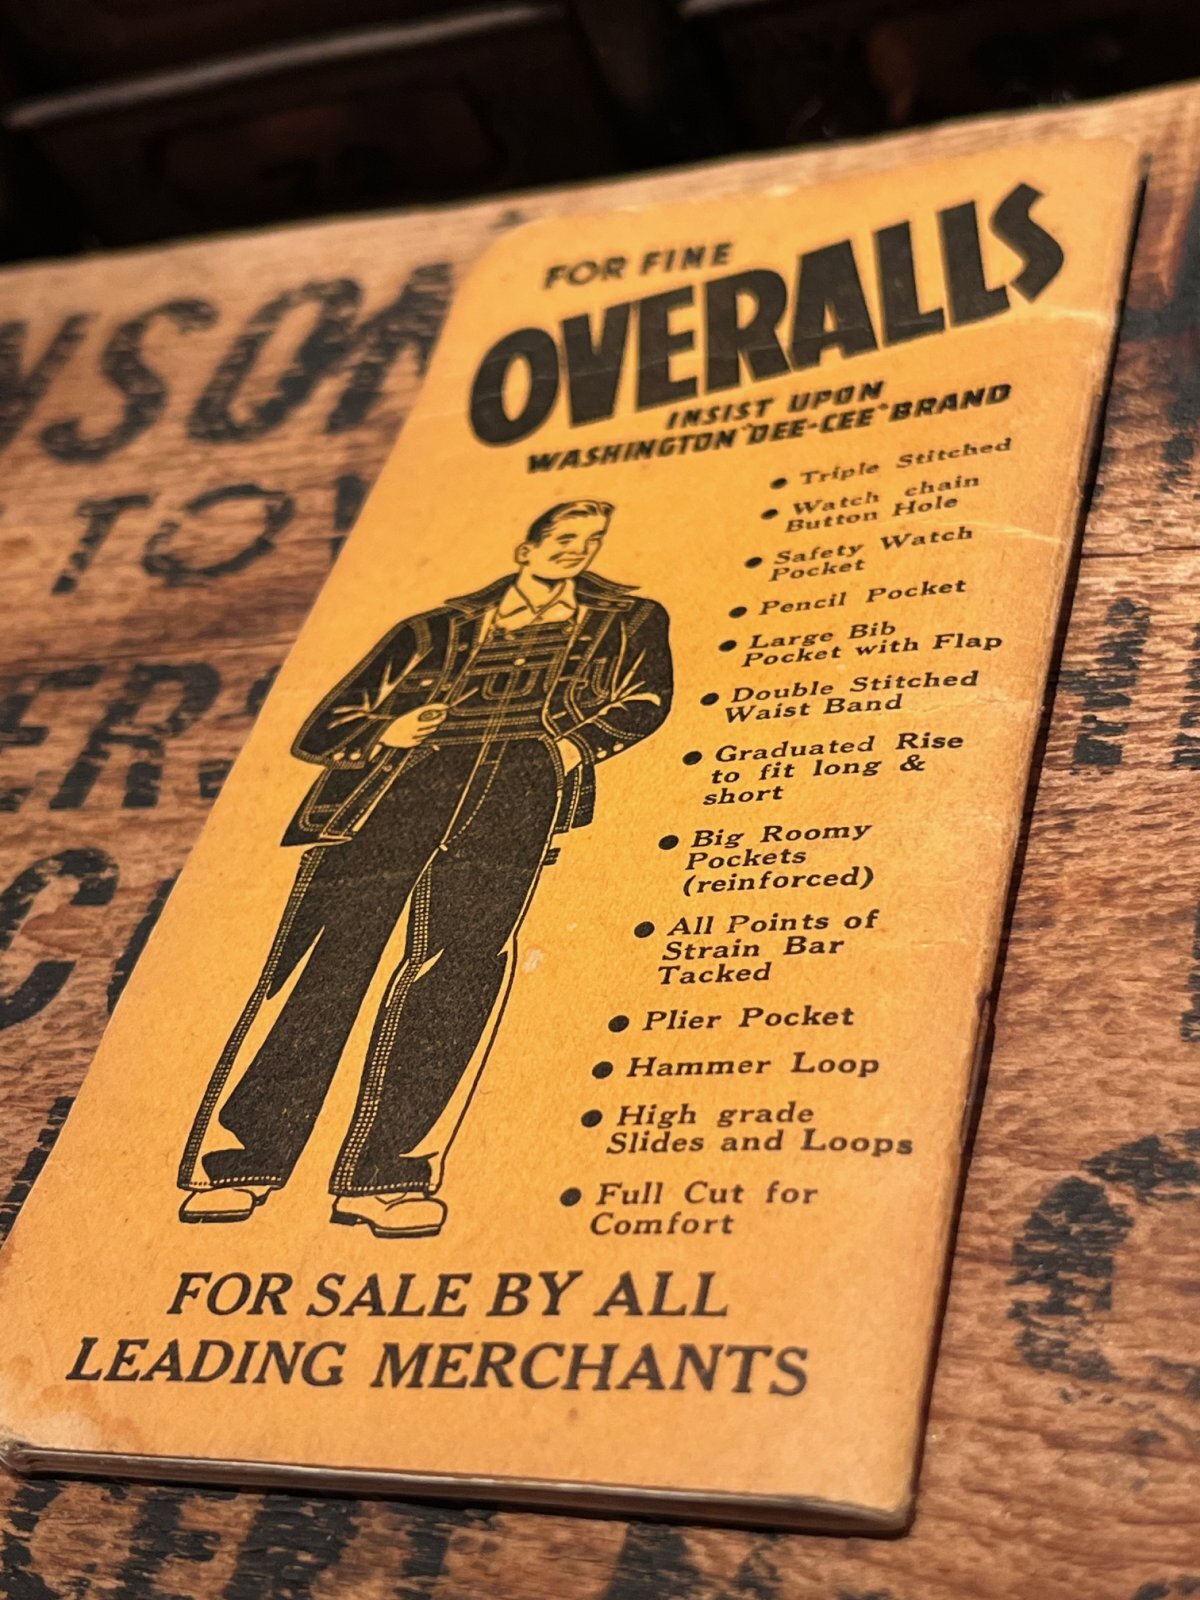 FOR FINE
OVERALLS
INSIST UPON
WASHINGTON "DEE-CEE" BRAND
● Triple Stitched
● Watch chain
Button Hole
● Safety Watch
Pocket
● Pencil Pocket
● Large Bib
Pocket with Flap
● Double Stitched
Waist Band
● Graduated Rise
to fit long &
short
● Big Roomy
Pockets
(reinforced)
● All Points of
Strain Bar
Tacked
● Plier Pocket
● Hammer Loop
● High grade
Slides and Loops
● Full Cut for
Comfort
FOR SALE BY ALL
LEADING MERCHANTS